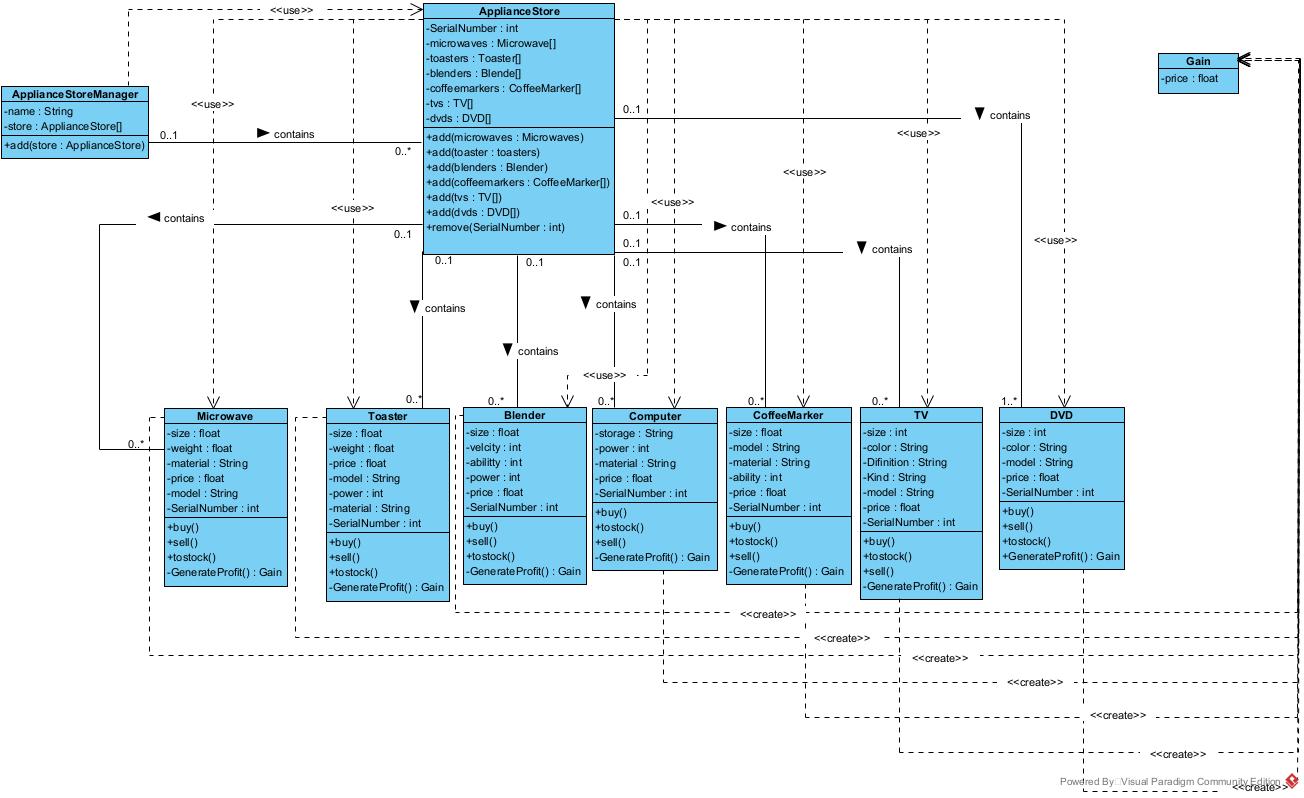 <<use>>
ApplianceStore
-SerialNumber : int
-microwaves : Microwave[]
-toasters : Toaster[]
-blenders : Blende[]
-coffeemarkers : CoffeeMarker[]
-tvs : TV[]
-dvds : DVD[]
+add(microwaves : Microwaves)
+add(toaster : toasters)
+add(blenders : Blender)
+add(coffeemarkers : CoffeeMarker[])
+add(tvs : TV[])
+add(dvds : DVD[])
+remove(SerialNumber : int)
Gain
-price : float
ApplianceStoreManager
-name : String
-store : ApplianceStore[]
+add(store : ApplianceStore)
<<use>>
0..1
contains
0..*
0..1
contains
<<use>>
<<use>>
<<use>>
<<use>>
0..1
contains
contains
0..1
0..1
contains
<<use>>
0..1
0..1
0..1
0..1
contains
contains
contains
contains
<<use>>
0..*
0..*
0..*
0..*
0..*
0..*
1..*
Microwave
-size : float
-weight : float
-material : String
-price : float
-model : String
-SerialNumber : int
+buy()
+sell()
+tostock()
-GenerateProfit() : Gain
Toaster
-size : float
-weight : float
-price : float
-model : String
-power : int
-material : String
-SerialNumber : int
+buy()
+sell()
+tostock()
-GenerateProfit() : Gain
Blender
-size : float
-velcity : int
-abilitty : int
-power : int
-price : float
-SerialNumber : int
+buy()
+sell()
+tostock()
-GenerateProfit() : Gain
Computer
-storage : String
-power : int
-material : String
-price : float
-SerialNumber : int
+buy()
+tostock()
+sell()
-GenerateProfit() : Gain
CoffeeMarker
-size : float
-model : String
-material : String
-ability : int
-price : float
-SerialNumber : int
+buy()
+tostock()
+sell()
-GenerateProfit() : Gain
TV
-size : int
-color : String
-Difinition : String
-Kind : String
-model : String
-price : float
-SerialNumber : int
+buy()
+tostock()
+sell()
-GenerateProfit() : Gain
DVD
-size : int
-color : String
-model : String
-price : float
-SerialNumber : int
+buy()
+sell()
+tostock()
+GenerateProfit() : Gain
<<create>>
<<create>>
<<create>>
<<create>>
<<create>>
<<create>>
Powered By Visual Paradigm Community Edition
<<create>>